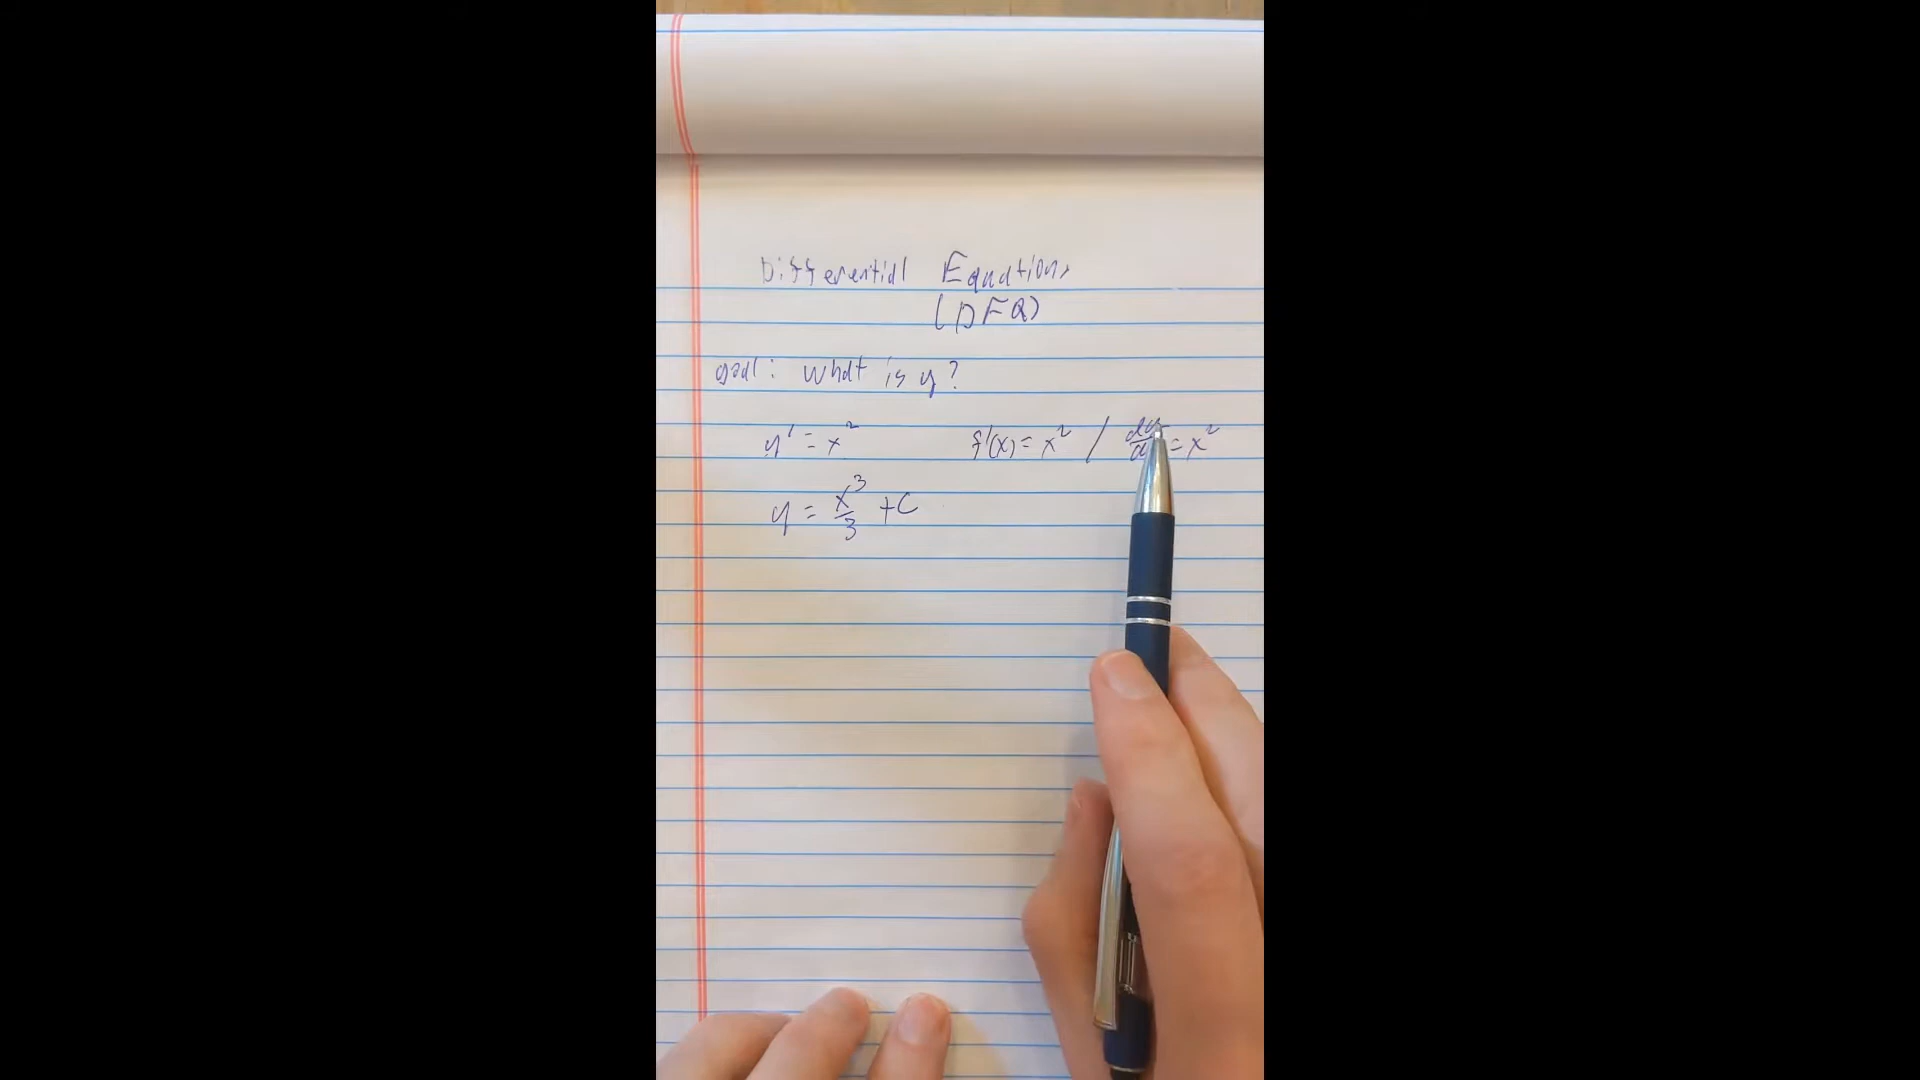 Differential Equations
(DFQ)
goal: What is y?
y' = x² f'(x) = x² / dy/dx = x²
y = x³/3 + C